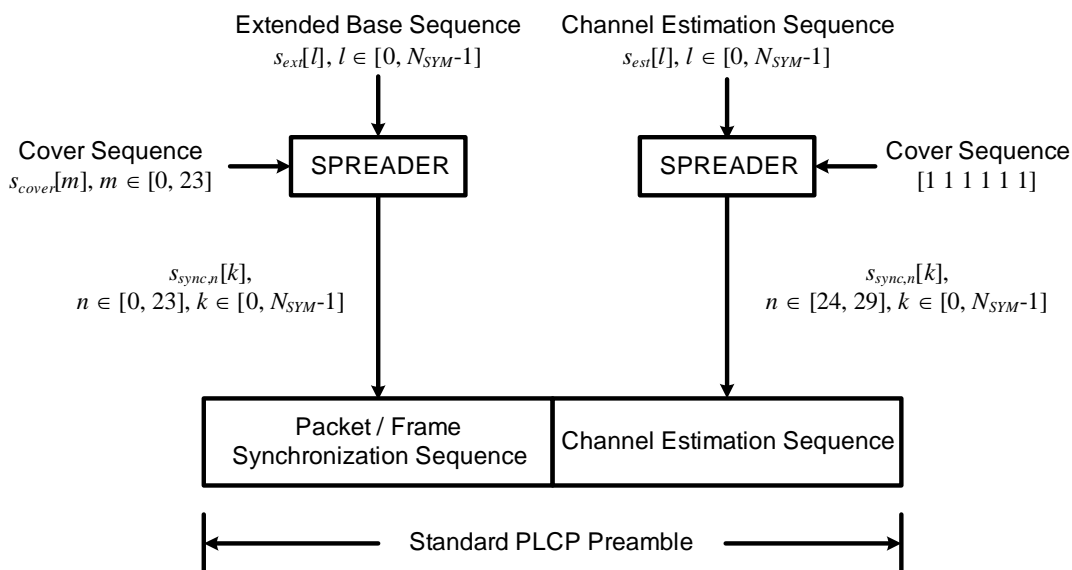 Extended Base Sequence
s_ext[l], l ∈ [0, N_SYM-1]
Channel Estimation Sequence
s_est[l], l ∈ [0, N_SYM-1]
Cover Sequence
s_cover[m], m ∈ [0, 23]
SPREADER
SPREADER
Cover Sequence
[1 1 1 1 1 1]
s_sync,n[k],
n ∈ [0, 23], k ∈ [0, N_SYM-1]
s_sync,n[k],
n ∈ [24, 29], k ∈ [0, N_SYM-1]
Packet / Frame
Synchronization Sequence
Channel Estimation Sequence
Standard PLCP Preamble